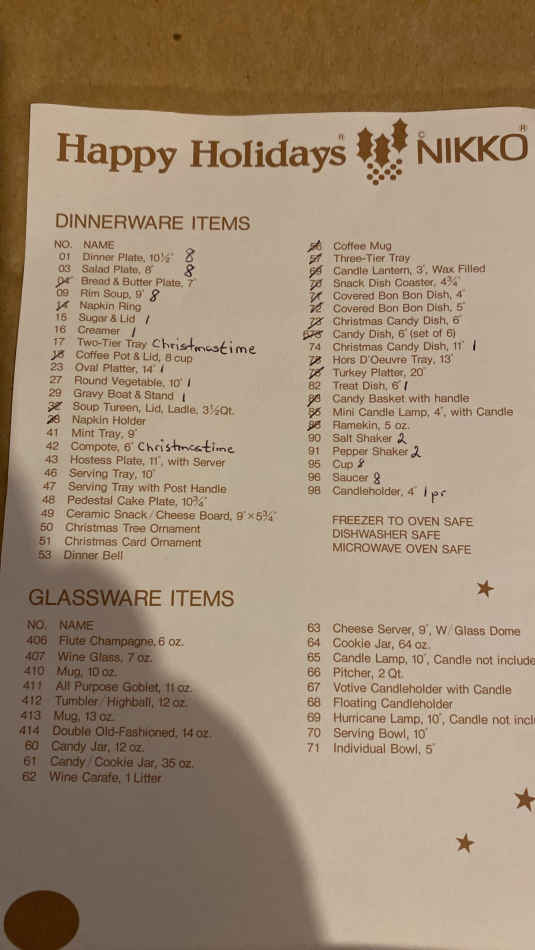 Happy Holidays® © NIKKO®
DINNERWARE ITEMS
NO. NAME
01 Dinner Plate, 10½" 8
03 Salad Plate, 8" 8
04 Bread & Butter Plate, 7"
09 Rim Soup, 9" 8
14 Napkin Ring
15 Sugar & Lid 1
16 Creamer 1
17 Two-Tier Tray Christmastime
18 Coffee Pot & Lid, 8 cup
23 Oval Platter, 14" 1
27 Round Vegetable, 10" 1
29 Gravy Boat & Stand 1
32 Soup Tureen, Lid, Ladle, 3½Qt.
38 Napkin Holder
41 Mint Tray, 9"
42 Compote, 6" Christmastime
43 Hostess Plate, 11", with Server
46 Serving Tray, 10"
47 Serving Tray with Post Handle
48 Pedestal Cake Plate, 10¾"
49 Ceramic Snack/Cheese Board, 9"×5¾"
50 Christmas Tree Ornament
51 Christmas Card Ornament
53 Dinner Bell
56 Coffee Mug
57 Three-Tier Tray
Candle Lantern, 3", Wax Filled
70 Snack Dish Coaster, 4¾"
71 Covered Bon Bon Dish, 4"
72 Covered Bon Bon Dish, 5"
73 Christmas Candy Dish, 6"
673 Candy Dish, 6" (set of 6)
74 Christmas Candy Dish, 11" 1
Hors D'Oeuvre Tray, 13"
Turkey Platter, 20"
82 Treat Dish, 6" 1
Candy Basket with handle
Mini Candle Lamp, 4", with Candle
Ramekin, 5 oz.
90 Salt Shaker 2
91 Pepper Shaker 2
95 Cup 8
96 Saucer 8
98 Candleholder, 4" 1 pr
FREEZER TO OVEN SAFE
DISHWASHER SAFE
MICROWAVE OVEN SAFE
GLASSWARE ITEMS
NO. NAME
406 Flute Champagne, 6 oz.
407 Wine Glass, 7 oz.
410 Mug, 10 oz.
411 All Purpose Goblet, 11 oz.
412 Tumbler/Highball, 12 oz.
413 Mug, 13 oz.
414 Double Old-Fashioned, 14 oz.
60 Candy Jar, 12 oz.
61 Candy/Cookie Jar, 35 oz.
62 Wine Carafe, 1 Litter
63 Cheese Server, 9", W/Glass Dome
64 Cookie Jar, 64 oz.
65 Candle Lamp, 10", Candle not include
66 Pitcher, 2 Qt.
67 Votive Candleholder with Candle
68 Floating Candleholder
69 Hurricane Lamp, 10", Candle not incl
70 Serving Bowl, 10"
71 Individual Bowl, 5"